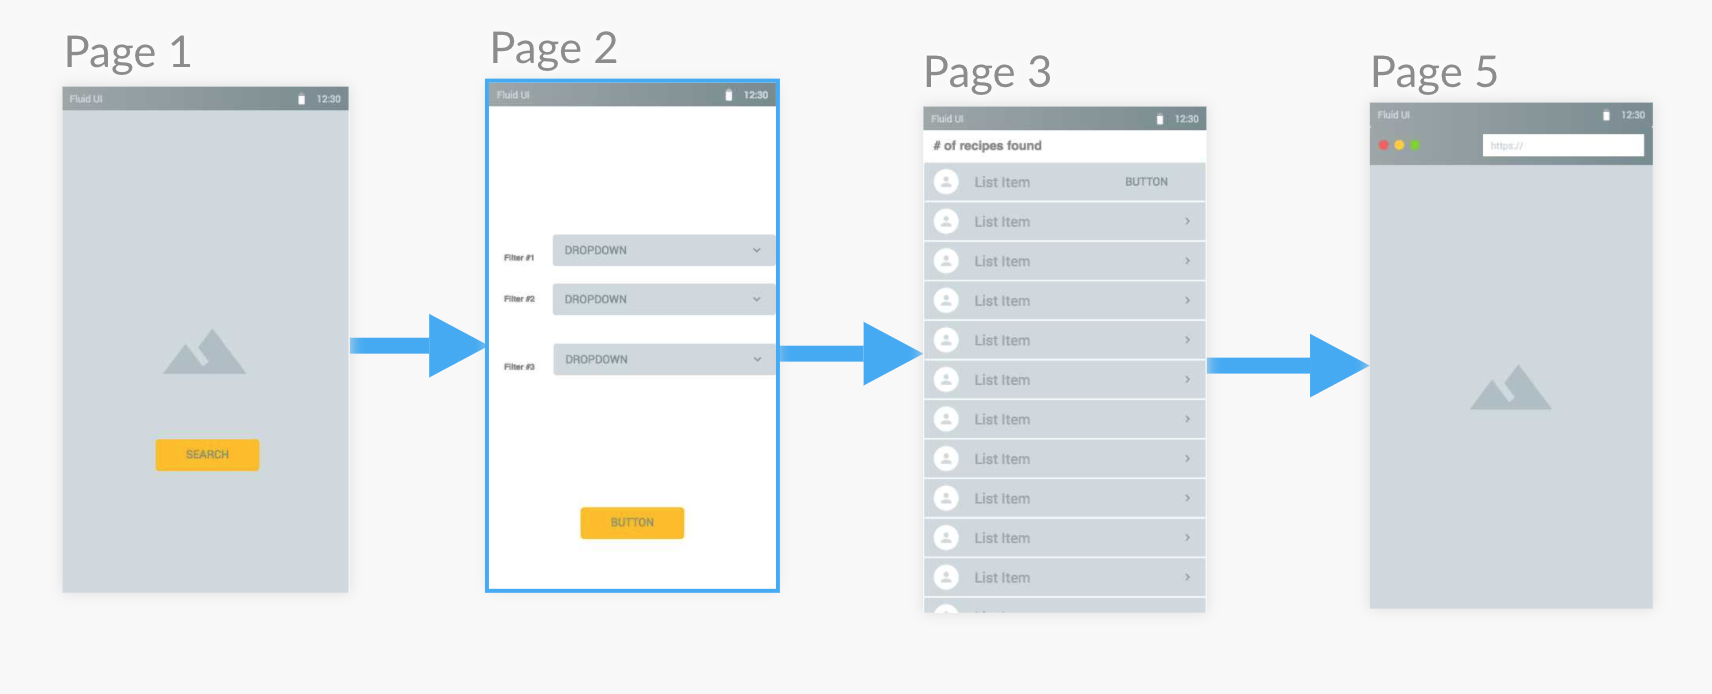 Page 1
Fluid UI 12:30
SEARCH
Page 2
Fluid UI 12:30
Filter #1 DROPDOWN
Filter #2 DROPDOWN
Filter #3 DROPDOWN
BUTTON
Page 3
Fluid UI 12:30
# of recipes found
List Item BUTTON
List Item
List Item
List Item
List Item
List Item
List Item
List Item
List Item
List Item
List Item
Page 5
Fluid UI 12:30
https://